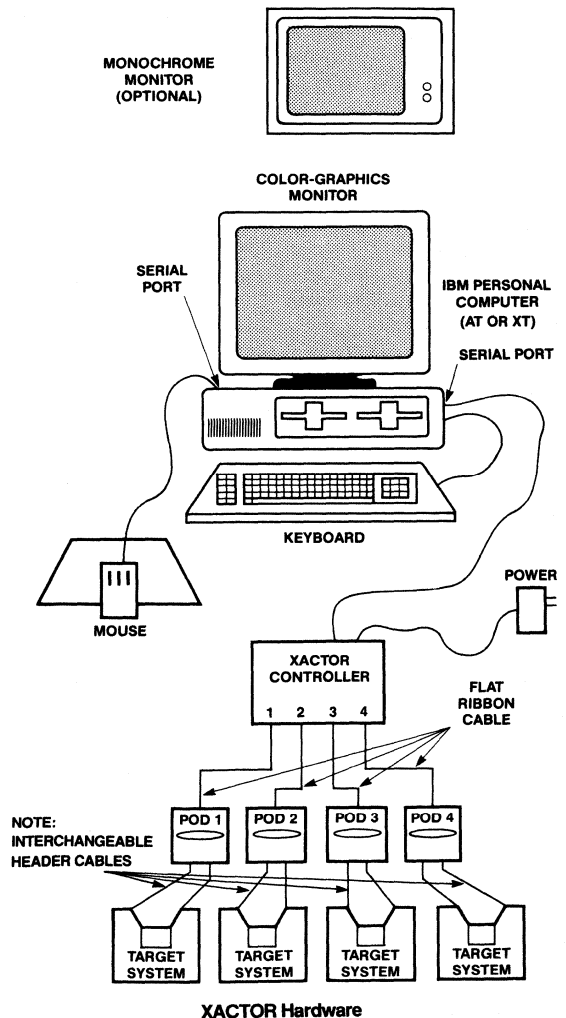 MONOCHROME
MONITOR
(OPTIONAL)
COLOR-GRAPHICS
MONITOR
SERIAL
PORT
IBM PERSONAL
COMPUTER
(AT OR XT)
SERIAL PORT
KEYBOARD
MOUSE
POWER
XACTOR
CONTROLLER
1 2 3 4
FLAT
RIBBON
CABLE
NOTE:
INTERCHANGEABLE
HEADER CABLES
POD 1
POD 2
POD 3
POD 4
TARGET
SYSTEM
TARGET
SYSTEM
TARGET
SYSTEM
TARGET
SYSTEM
XACTOR Hardware